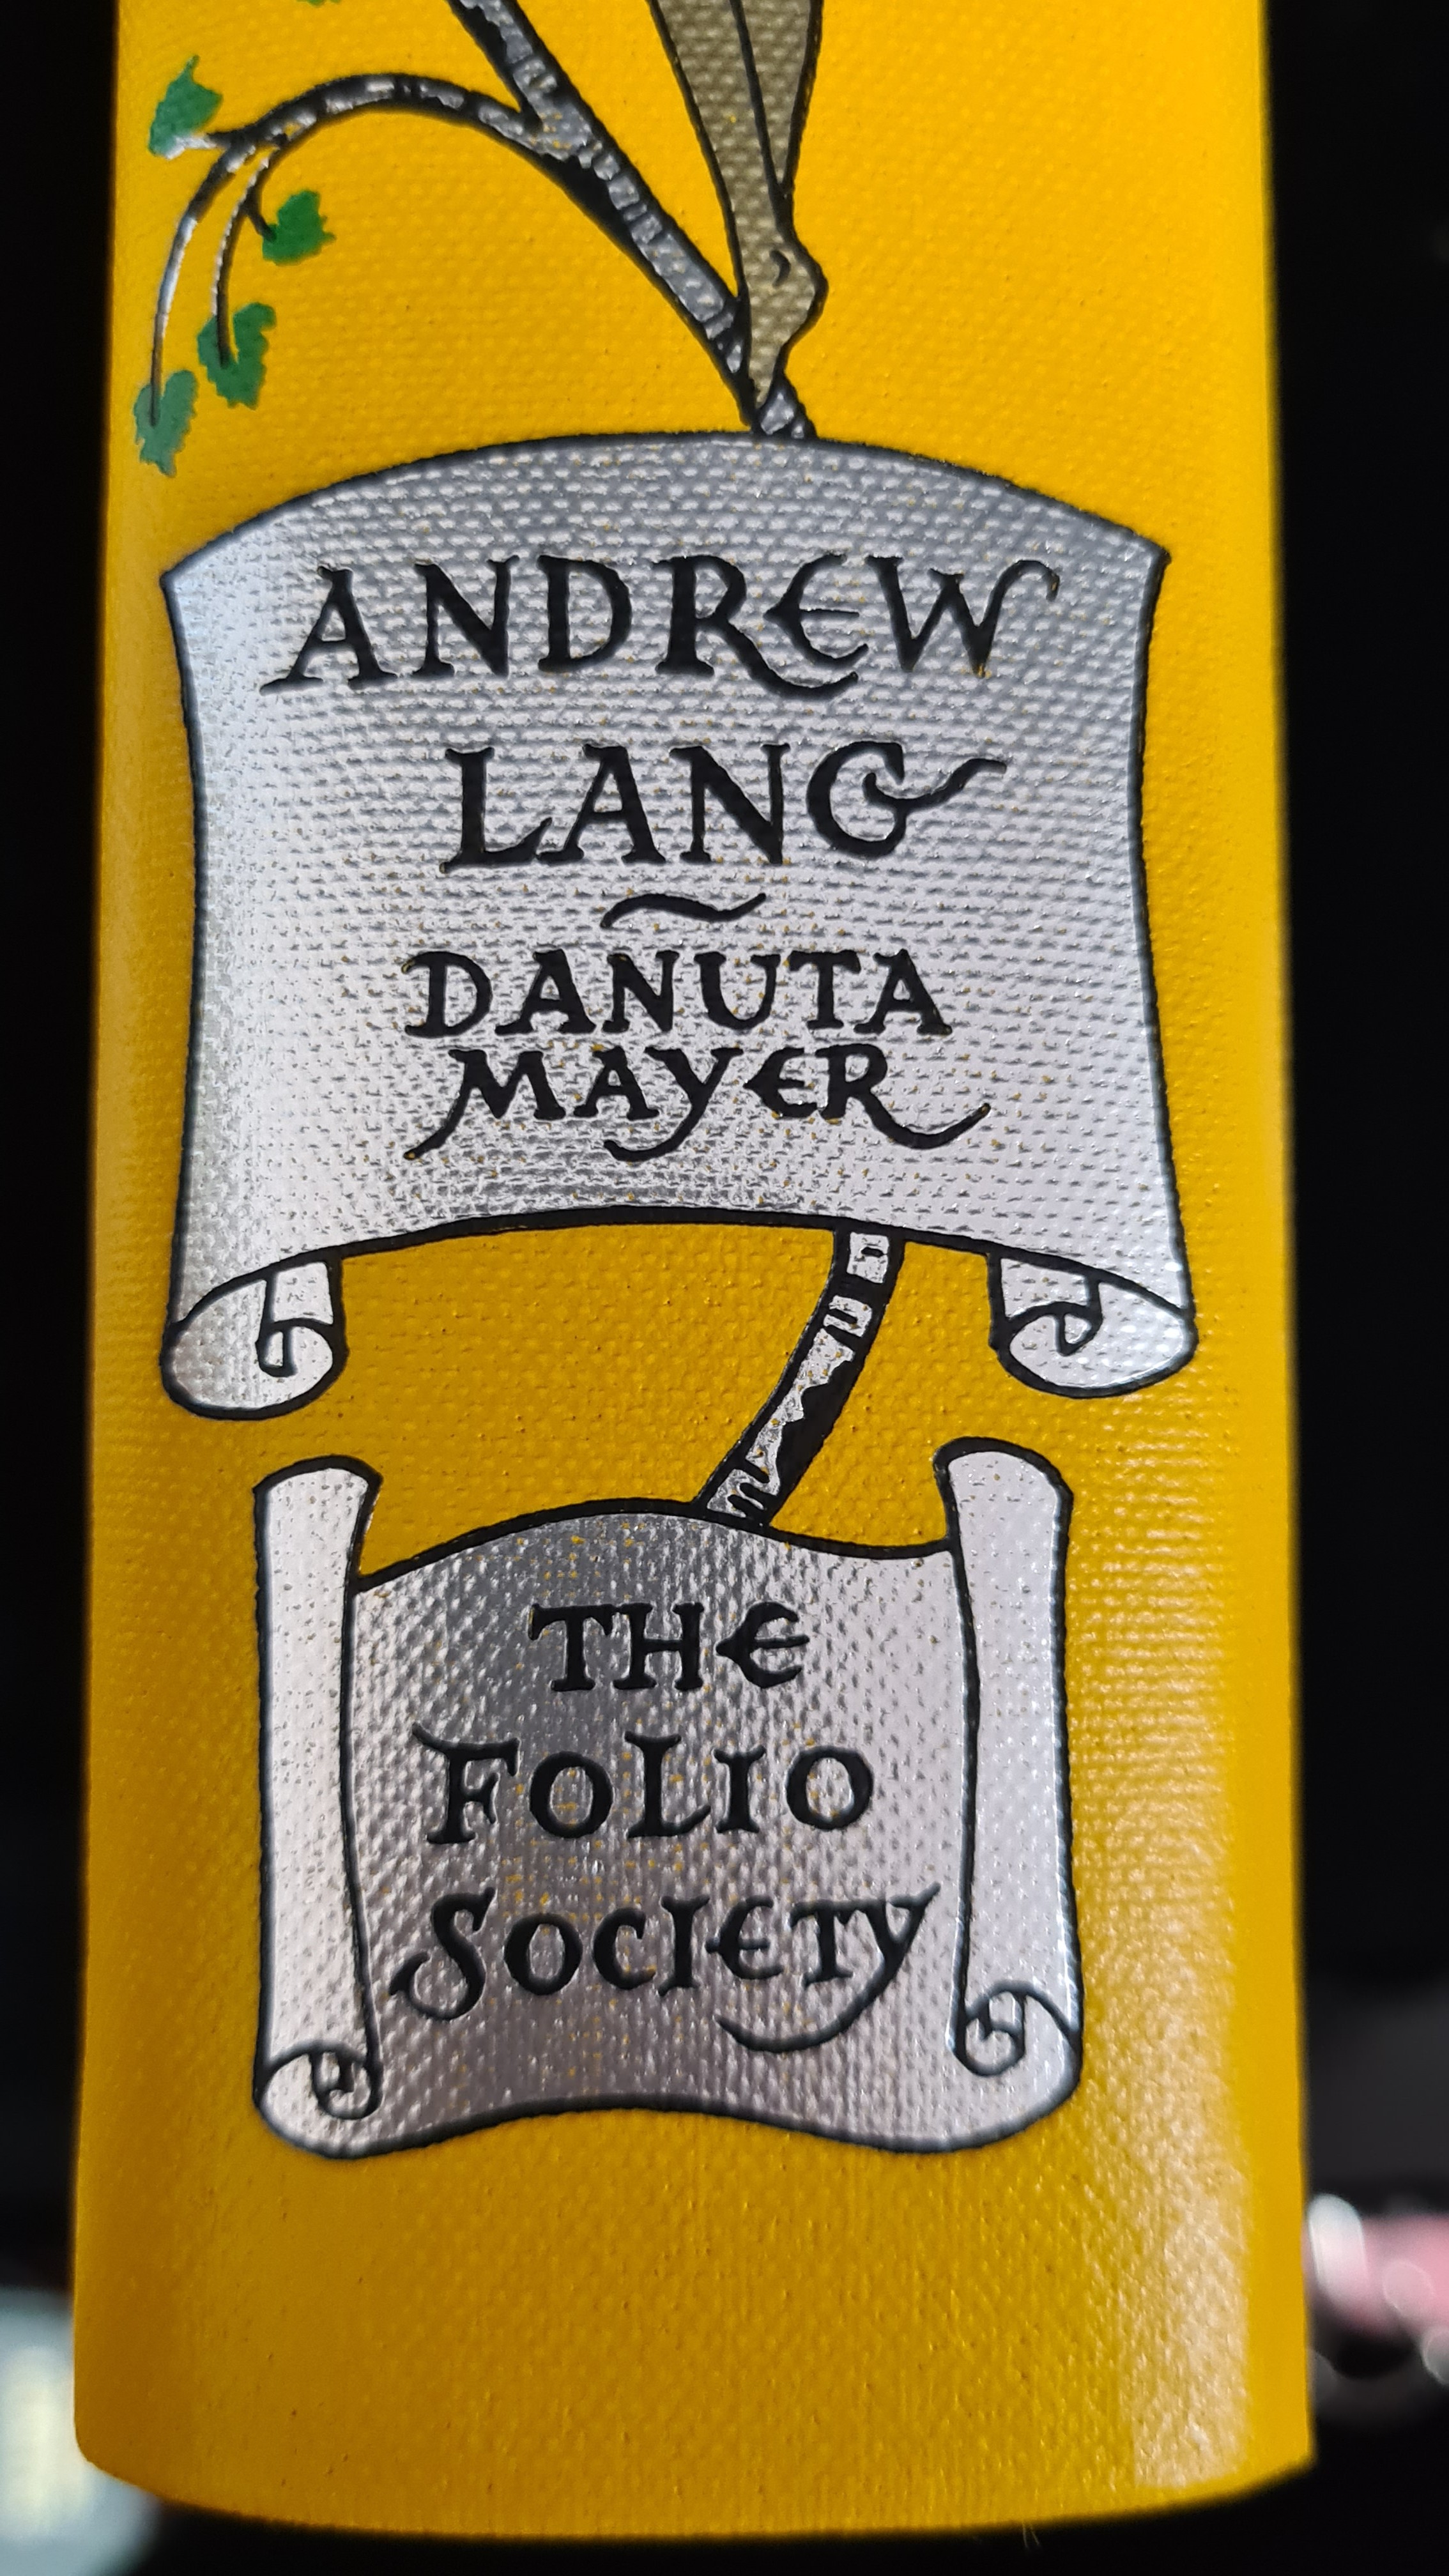 ANDREW
LANG
~
DANUTA
MAYER
THE
FOLIO
SOCIETY